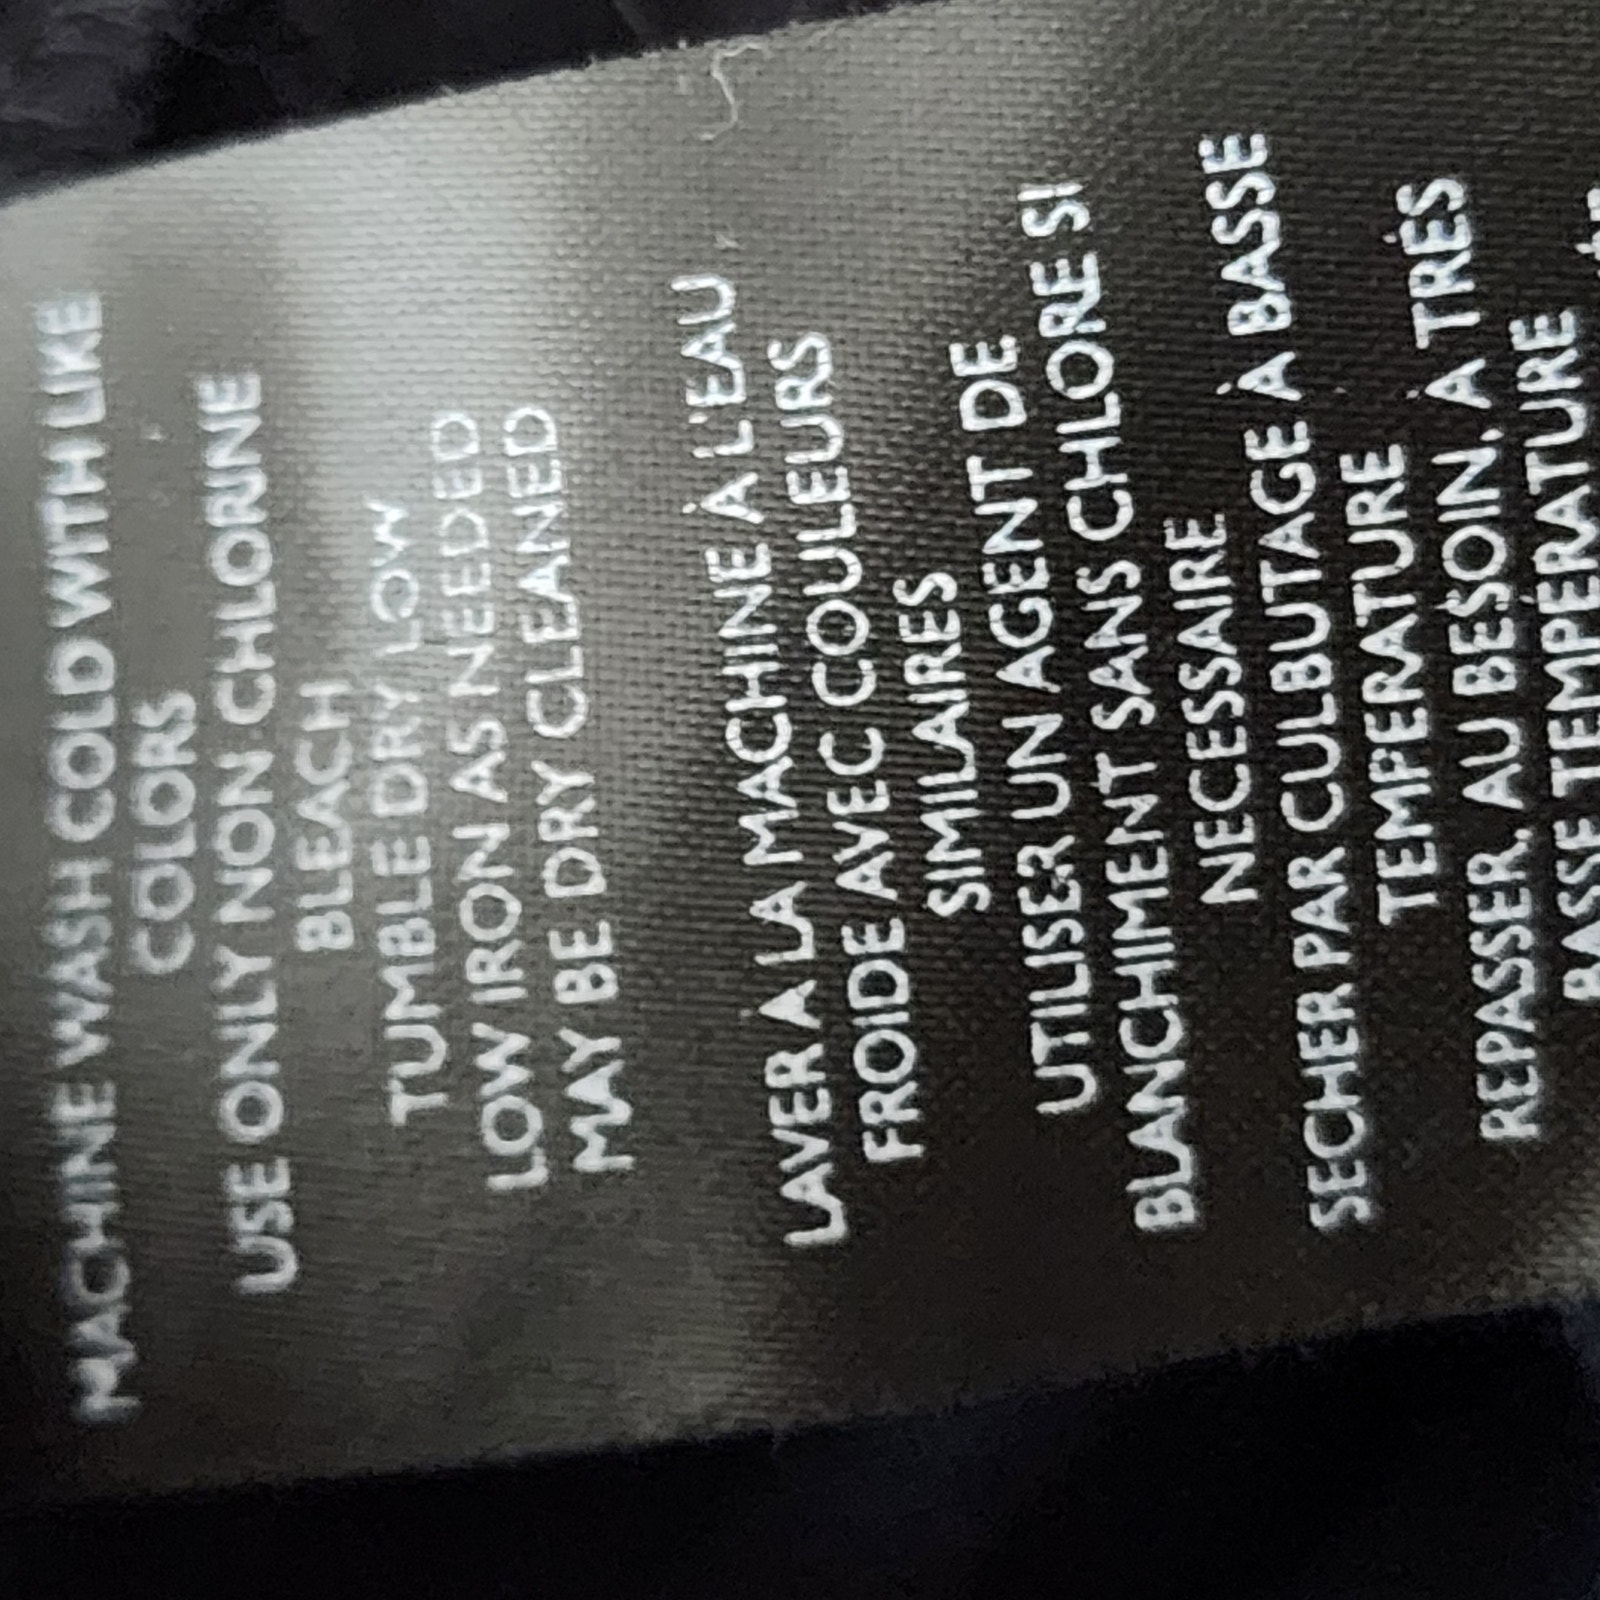 MACHINE WASH COLD WITH LIKE
COLORS
USE ONLY NON CHLORINE
BLEACH
TUMBLE DRY LOW
LOW IRON AS NEEDED
MAY BE DRY CLEANED
LAVER A LA MACHINE À L'EAU
FROIDE AVEC COULEURS
SIMILAIRES
UTILISER UN AGENT DE
BLANCHIMENT SANS CHLORE SI
NECESSAIRE
SECHER PAR CULBUTAGE À BASSE
TEMPERATURE
REPASSER, AU BESOIN, À TRÈS
BASSE TEMPERATURE